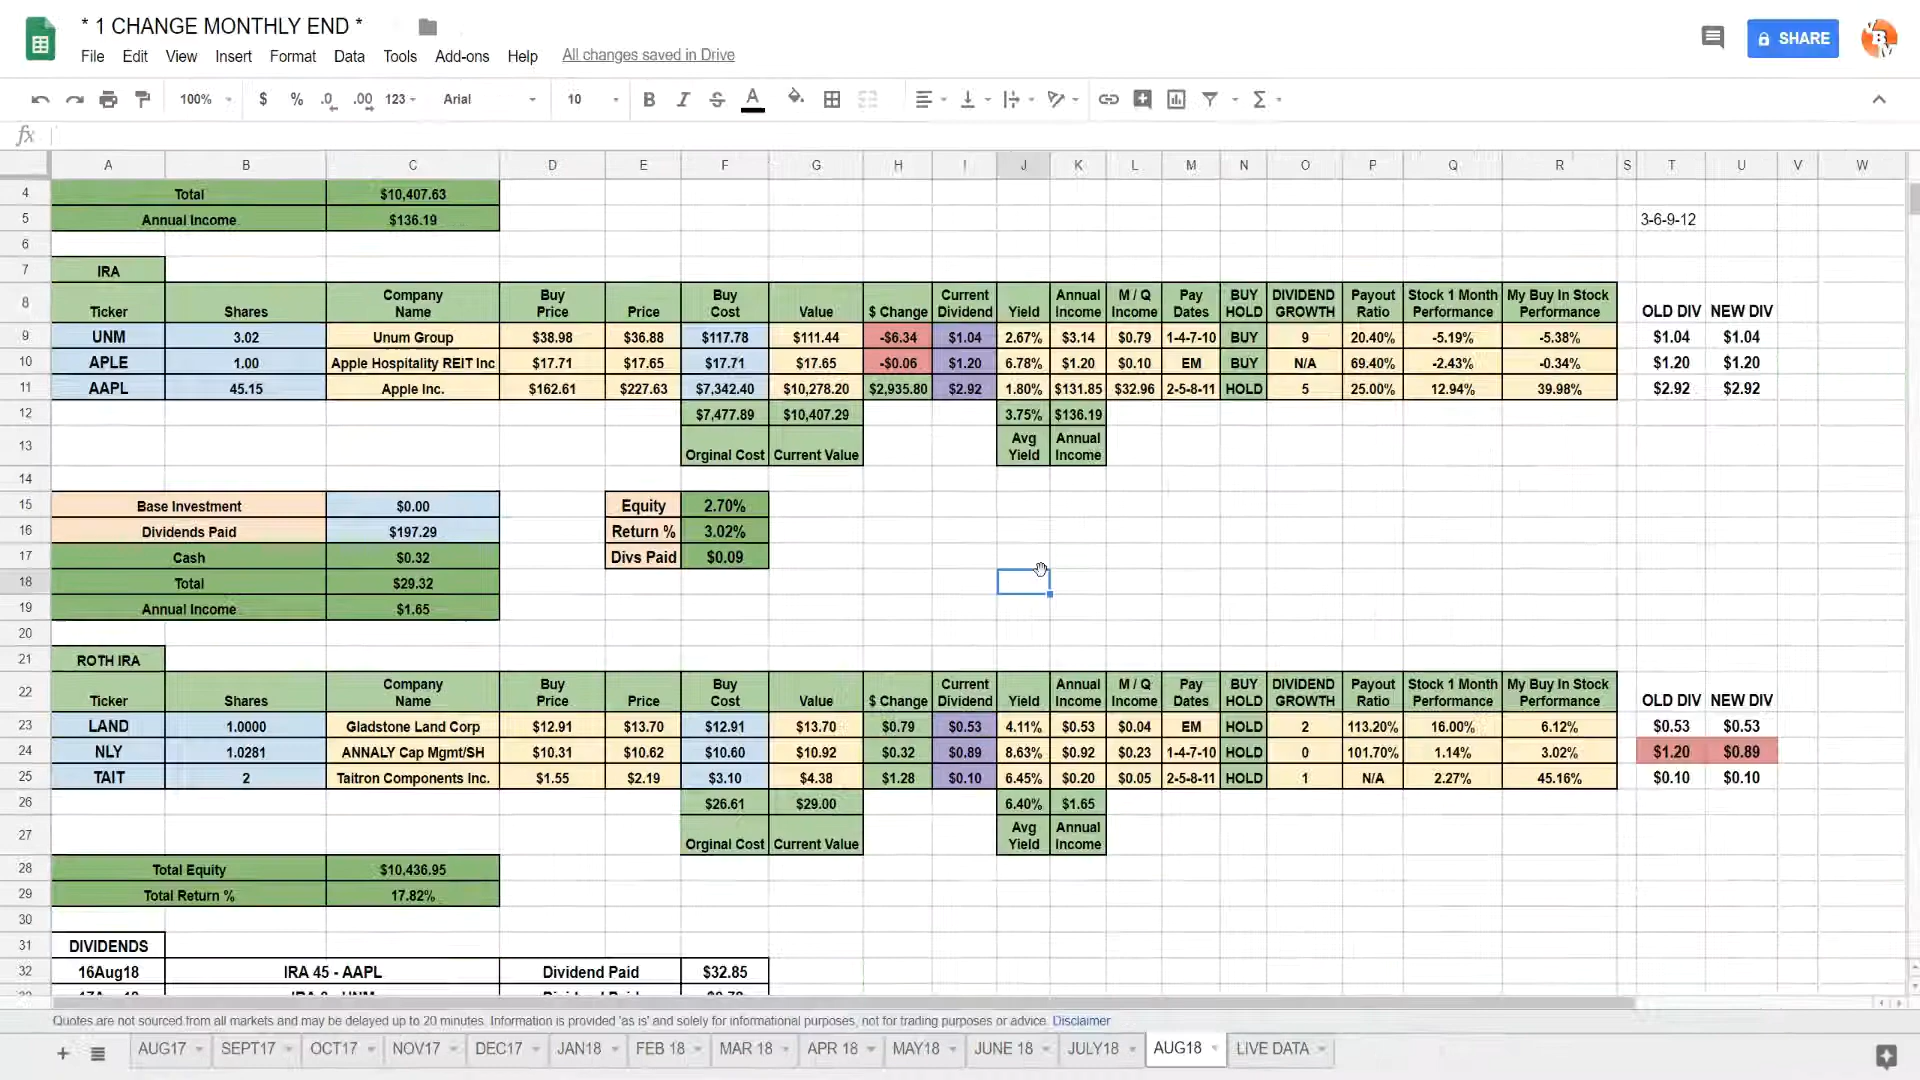 * 1 CHANGE MONTHLY END *
File Edit View Insert Format Data Tools Add-ons Help All changes saved in Drive
SHARE
100% $ % .0 .00 123 Arial 10 B I S A
fx
A B C D E F G H I J K L M N O P Q R S T U V W
4 Total $10,407.63
5 Annual Income $136.19 3-6-9-12
6
7 IRA
8 Ticker Shares Company Name Buy Price Price Buy Cost Value $ Change Current Dividend Yield Annual Income M / Q Income Pay Dates BUY HOLD DIVIDEND GROWTH Payout Ratio Stock 1 Month Performance My Buy In Stock Performance OLD DIV NEW DIV
9 UNM 3.02 Unum Group $38.98 $36.88 $117.78 $111.44 -$6.34 $1.04 2.67% $3.14 $0.79 1-4-7-10 BUY 9 20.40% -5.19% -5.38% $1.04 $1.04
10 APLE 1.00 Apple Hospitality REIT Inc $17.71 $17.65 $17.71 $17.65 -$0.06 $1.20 6.78% $1.20 $0.10 EM BUY N/A 69.40% -2.43% -0.34% $1.20 $1.20
11 AAPL 45.15 Apple Inc. $162.61 $227.63 $7,342.40 $10,278.20 $2,935.80 $2.92 1.80% $131.85 $32.96 2-5-8-11 HOLD 5 25.00% 12.94% 39.98% $2.92 $2.92
12 $7,477.89 $10,407.29 3.75% $136.19
13 Orginal Cost Current Value Avg Yield Annual Income
14
15 Base Investment $0.00 Equity 2.70%
16 Dividends Paid $197.29 Return % 3.02%
17 Cash $0.32 Divs Paid $0.09
18 Total $29.32
19 Annual Income $1.65
20
21 ROTH IRA
22 Ticker Shares Company Name Buy Price Price Buy Cost Value $ Change Current Dividend Yield Annual Income M / Q Income Pay Dates BUY HOLD DIVIDEND GROWTH Payout Ratio Stock 1 Month Performance My Buy In Stock Performance OLD DIV NEW DIV
23 LAND 1.0000 Gladstone Land Corp $12.91 $13.70 $12.91 $13.70 $0.79 $0.53 4.11% $0.53 $0.04 EM HOLD 2 113.20% 16.00% 6.12% $0.53 $0.53
24 NLY 1.0281 ANNALY Cap Mgmt/SH $10.31 $10.62 $10.60 $10.92 $0.32 $0.89 8.63% $0.92 $0.23 1-4-7-10 HOLD 0 101.70% 1.14% 3.02% $1.20 $0.89
25 TAIT 2 Taitron Components Inc. $1.55 $2.19 $3.10 $4.38 $1.28 $0.10 6.45% $0.20 $0.05 2-5-8-11 HOLD 1 N/A 2.27% 45.16% $0.10 $0.10
26 $26.61 $29.00 6.40% $1.65
27 Orginal Cost Current Value Avg Yield Annual Income
28 Total Equity $10,436.95
29 Total Return % 17.82%
30
31 DIVIDENDS
32 16Aug18 IRA 45 - AAPL Dividend Paid $32.85
Quotes are not sourced from all markets and may be delayed up to 20 minutes. Information is provided 'as is' and solely for informational purposes, not for trading purposes or advice. Disclaimer
AUG17 SEPT17 OCT17 NOV17 DEC17 JAN18 FEB 18 MAR 18 APR 18 MAY18 JUNE 18 JULY18 AUG18 LIVE DATA